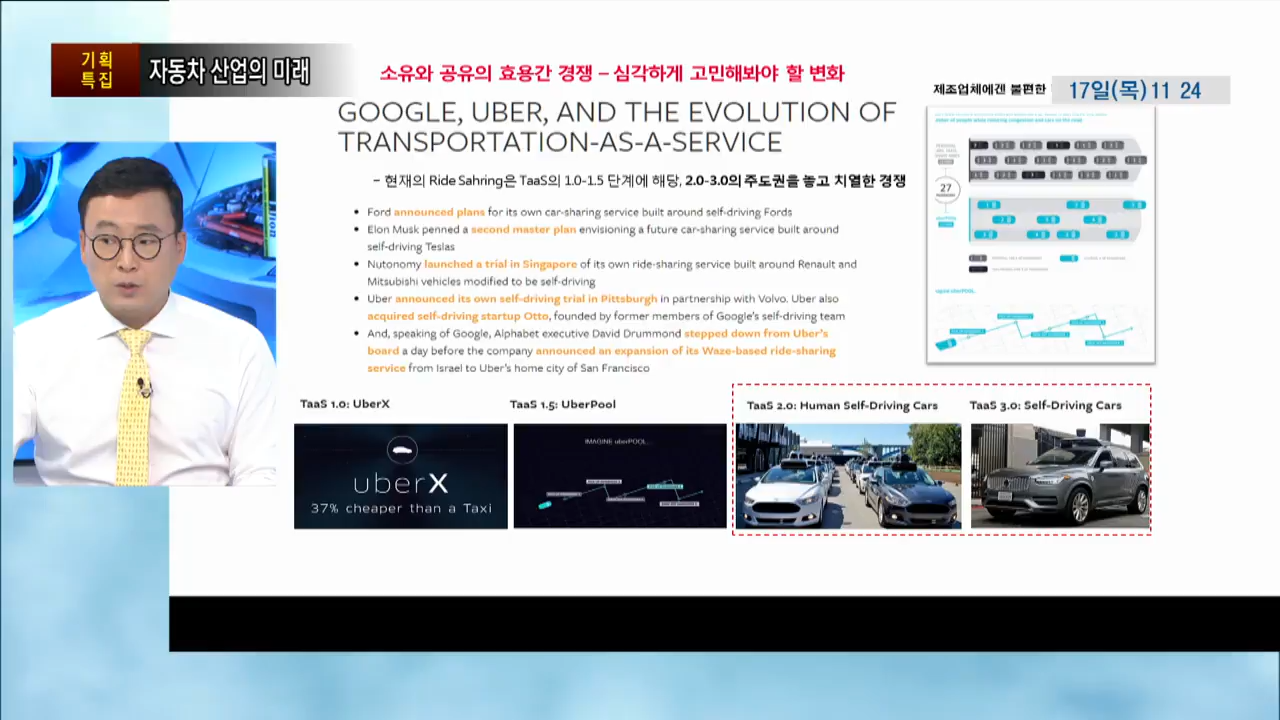 기획
특집
자동차 산업의 미래
소유와 공유의 효용간 경쟁 – 심각하게 고민해봐야 할 변화
제조업체에겐 불편한
17일(목) 11 24
GOOGLE, UBER, AND THE EVOLUTION OF
TRANSPORTATION-AS-A-SERVICE
– 현재의 Ride Sahring은 TaaS의 1.0-1.5 단계에 해당, 2.0-3.0의 주도권을 놓고 치열한 경쟁
• Ford announced plans for its own car-sharing service built around self-driving Fords
• Elon Musk penned a second master plan envisioning a future car-sharing service built around
self-driving Teslas
• Nutonomy launched a trial in Singapore of its own ride-sharing service built around Renault and
Mitsubishi vehicles modified to be self-driving
• Uber announced its own self-driving trial in Pittsburgh in partnership with Volvo. Uber also
acquired self-driving startup Otto, founded by former members of Google's self-driving team
• And, speaking of Google, Alphabet executive David Drummond stepped down from Uber's
board a day before the company announced an expansion of its Waze-based ride-sharing
service from Israel to Uber's home city of San Francisco
27
TaaS 1.0: UberX
TaaS 1.5: UberPool
TaaS 2.0: Human Self-Driving Cars
TaaS 3.0: Self-Driving Cars
uberX
37% cheaper than a Taxi
IMAGINE uberPOOL...